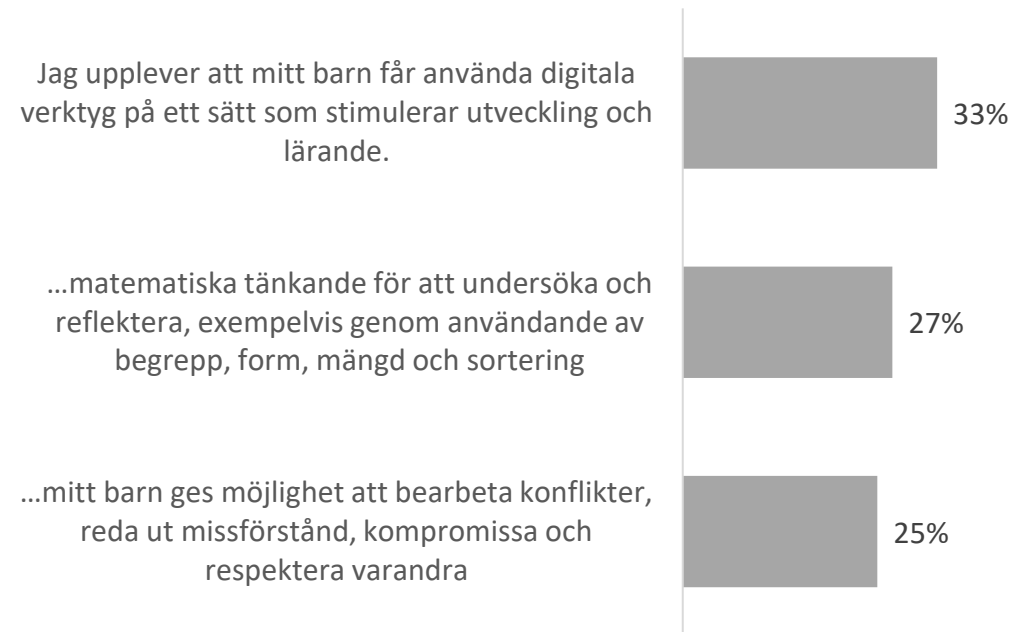 Jag upplever att mitt barn får använda digitala
verktyg på ett sätt som stimulerar utveckling och
lärande.
33%
...matematiska tänkande för att undersöka och
reflektera, exempelvis genom användande av
begrepp, form, mängd och sortering
27%
...mitt barn ges möjlighet att bearbeta konflikter,
reda ut missförstånd, kompromissa och
respektera varandra
25%